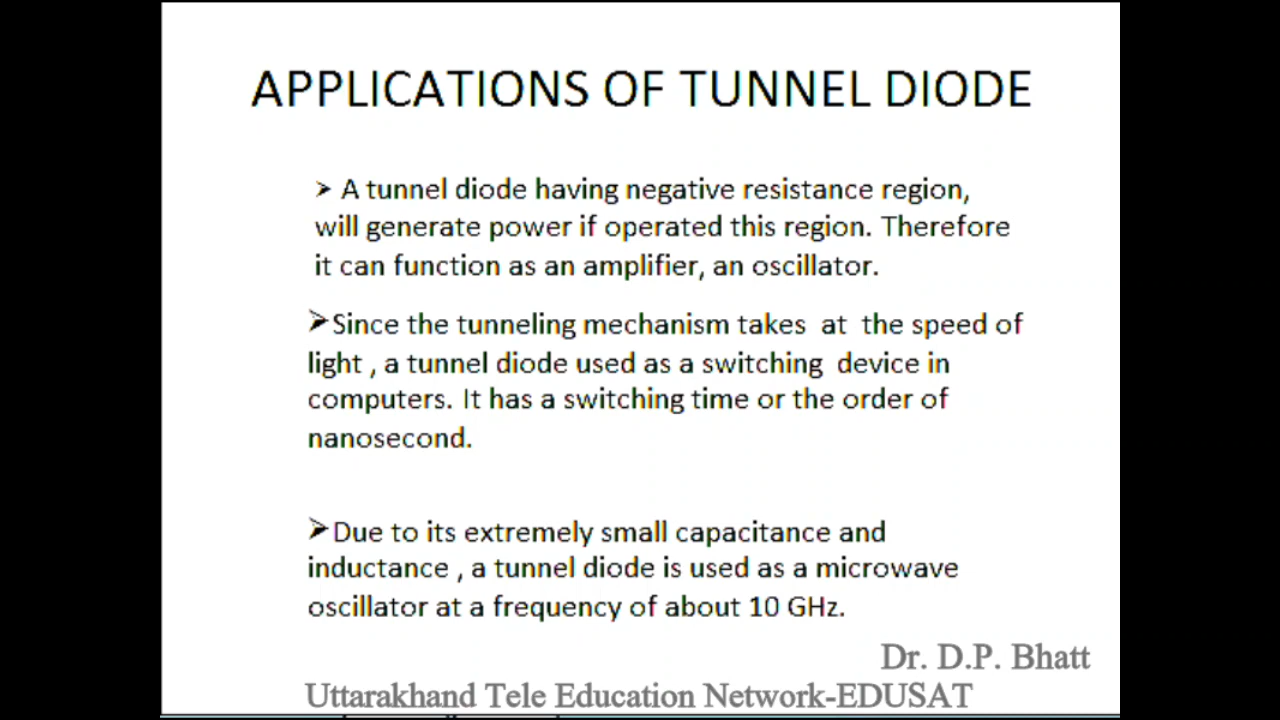 APPLICATIONS OF TUNNEL DIODE
➢ A tunnel diode having negative resistance region,
will generate power if operated this region. Therefore
it can function as an amplifier, an oscillator.
➢Since the tunneling mechanism takes at the speed of
light , a tunnel diode used as a switching device in
computers. It has a switching time or the order of
nanosecond.
➢Due to its extremely small capacitance and
inductance , a tunnel diode is used as a microwave
oscillator at a frequency of about 10 GHz.
Dr. D.P. Bhatt
Uttarakhand Tele Education Network-EDUSAT